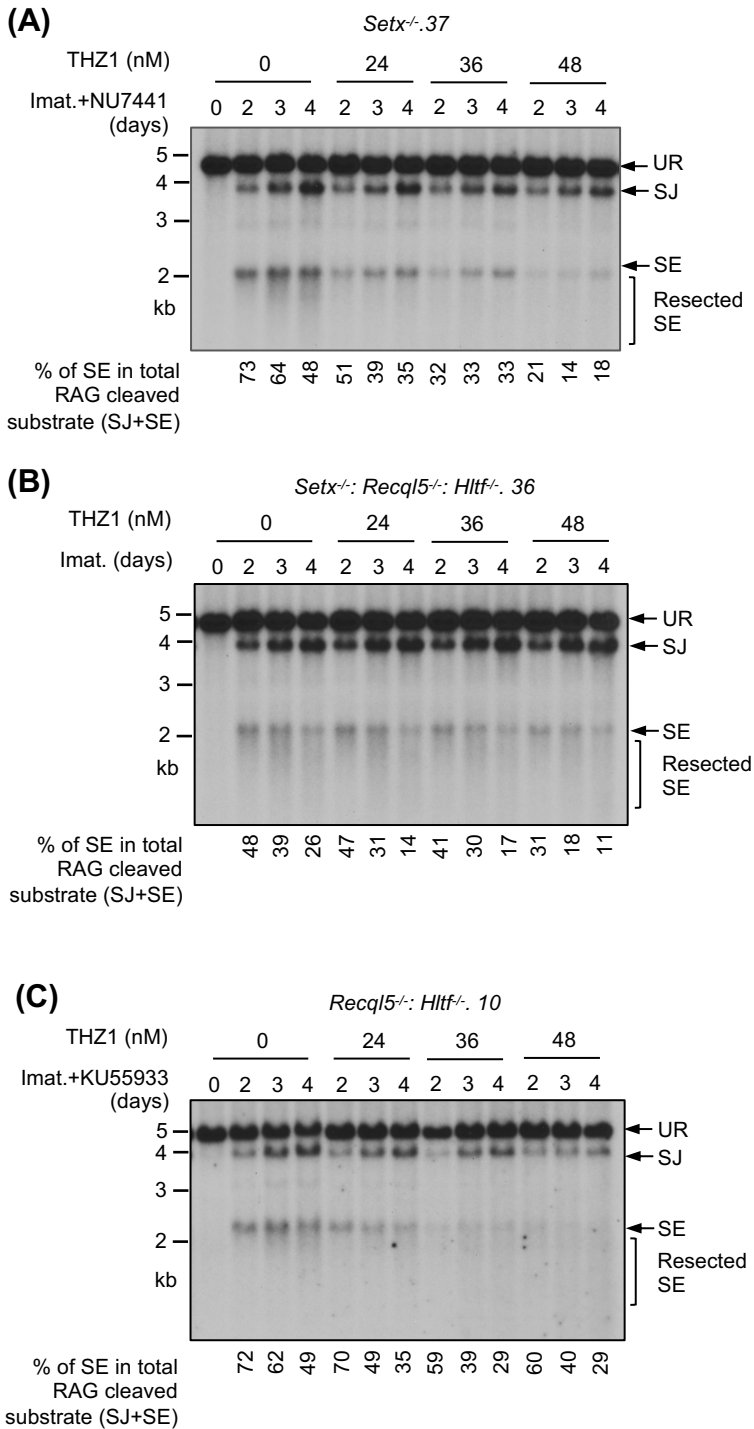 (A)
Setx-/-.37
THZ1 (nM) 0 24 36 48
Imat.+NU7441 (days) 0 2 3 4 2 3 4 2 3 4 2 3 4
5
4
3
2
kb
UR
SJ
SE
Resected SE
% of SE in total RAG cleaved substrate (SJ+SE) 73 64 48 51 39 35 32 33 33 21 14 18
(B)
Setx-/-: Recql5-/-: Hltf-/-. 36
THZ1 (nM) 0 24 36 48
Imat. (days) 0 2 3 4 2 3 4 2 3 4 2 3 4
5
4
3
2
kb
UR
SJ
SE
Resected SE
% of SE in total RAG cleaved substrate (SJ+SE) 48 39 26 47 31 14 41 30 17 31 18 11
(C)
Recql5-/-: Hltf-/-. 10
THZ1 (nM) 0 24 36 48
Imat.+KU55933 (days) 0 2 3 4 2 3 4 2 3 4 2 3 4
5
4
3
2
kb
UR
SJ
SE
Resected SE
% of SE in total RAG cleaved substrate (SJ+SE) 72 62 49 70 49 35 59 39 29 60 40 29